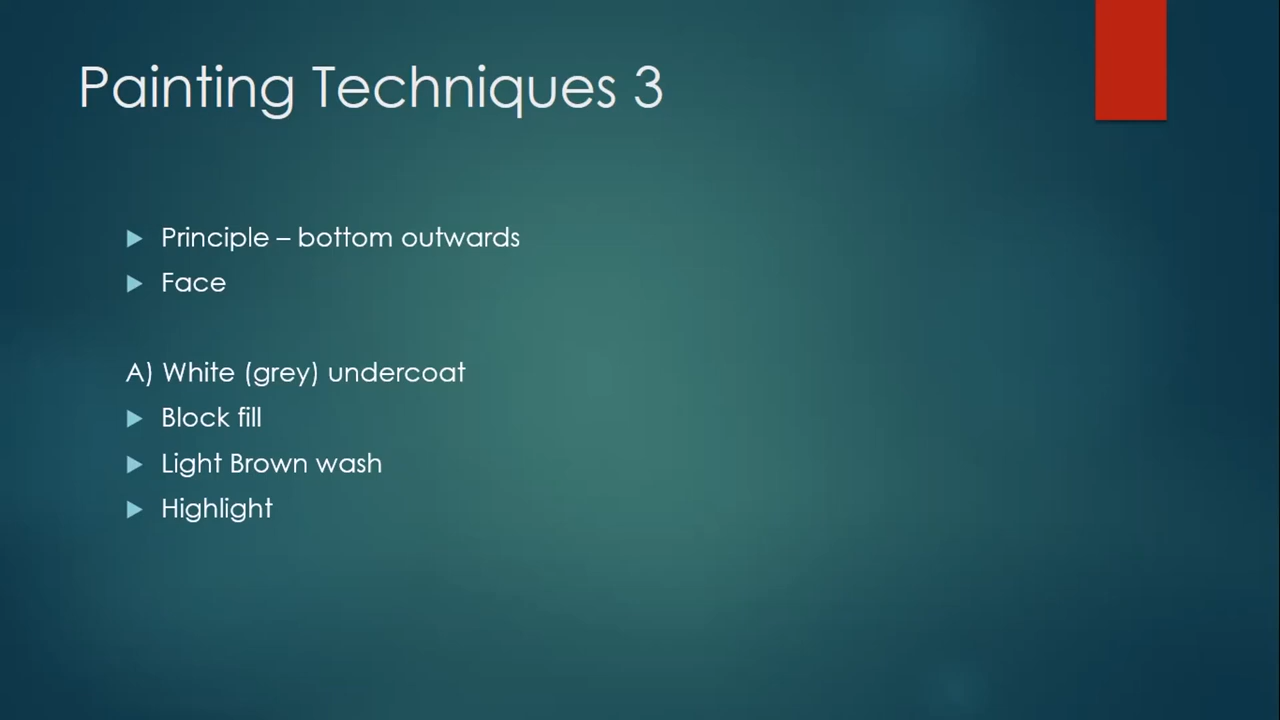 Painting Techniques 3
Principle – bottom outwards
Face
A) White (grey) undercoat
Block fill
Light Brown wash
Highlight